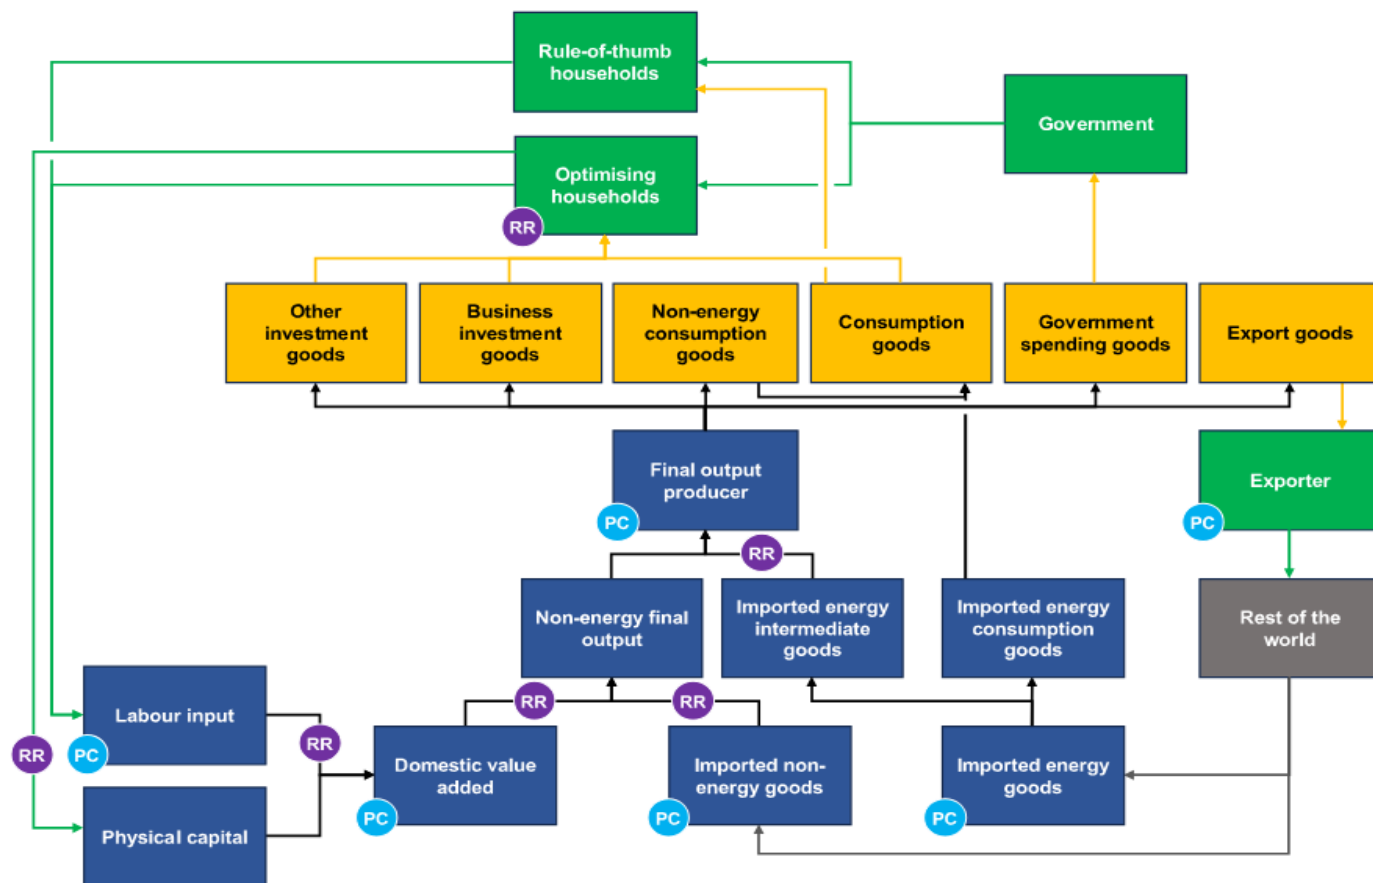 Rule-of-thumb
households
Government
Optimising
households
RR
Other
investment
goods
Business
investment
goods
Non-energy
consumption
goods
Consumption
goods
Government
spending goods
Export goods
Final output
producer
PC
Exporter
PC
RR
Non-energy final
output
Imported energy
intermediate
goods
Imported energy
consumption
goods
Rest of the
world
Labour input
PC
RR
RR
RR
RR
Domestic value
added
PC
Imported non-
energy goods
PC
Imported energy
goods
PC
Physical capital